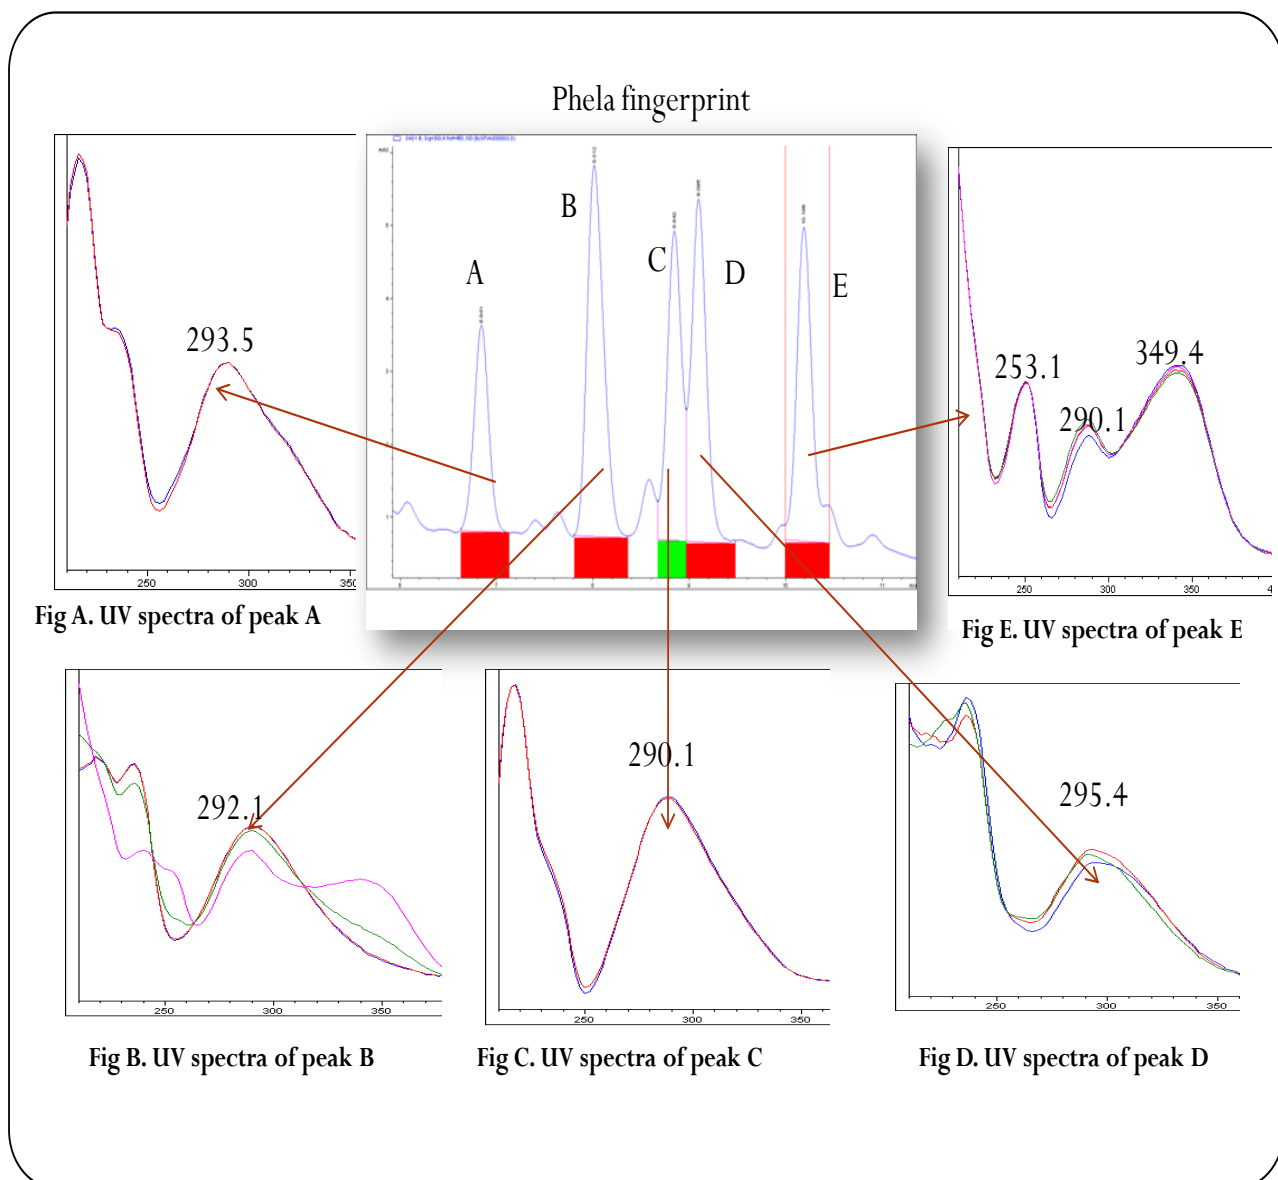 Phela fingerprint
A
B
C
D
E
293.5
250
300
350
Fig A. UV spectra of peak A
253.1
290.1
349.4
250
300
350
Fig E. UV spectra of peak E
292.1
250
300
350
Fig B. UV spectra of peak B
290.1
250
300
350
Fig C. UV spectra of peak C
295.4
250
300
350
Fig D. UV spectra of peak D